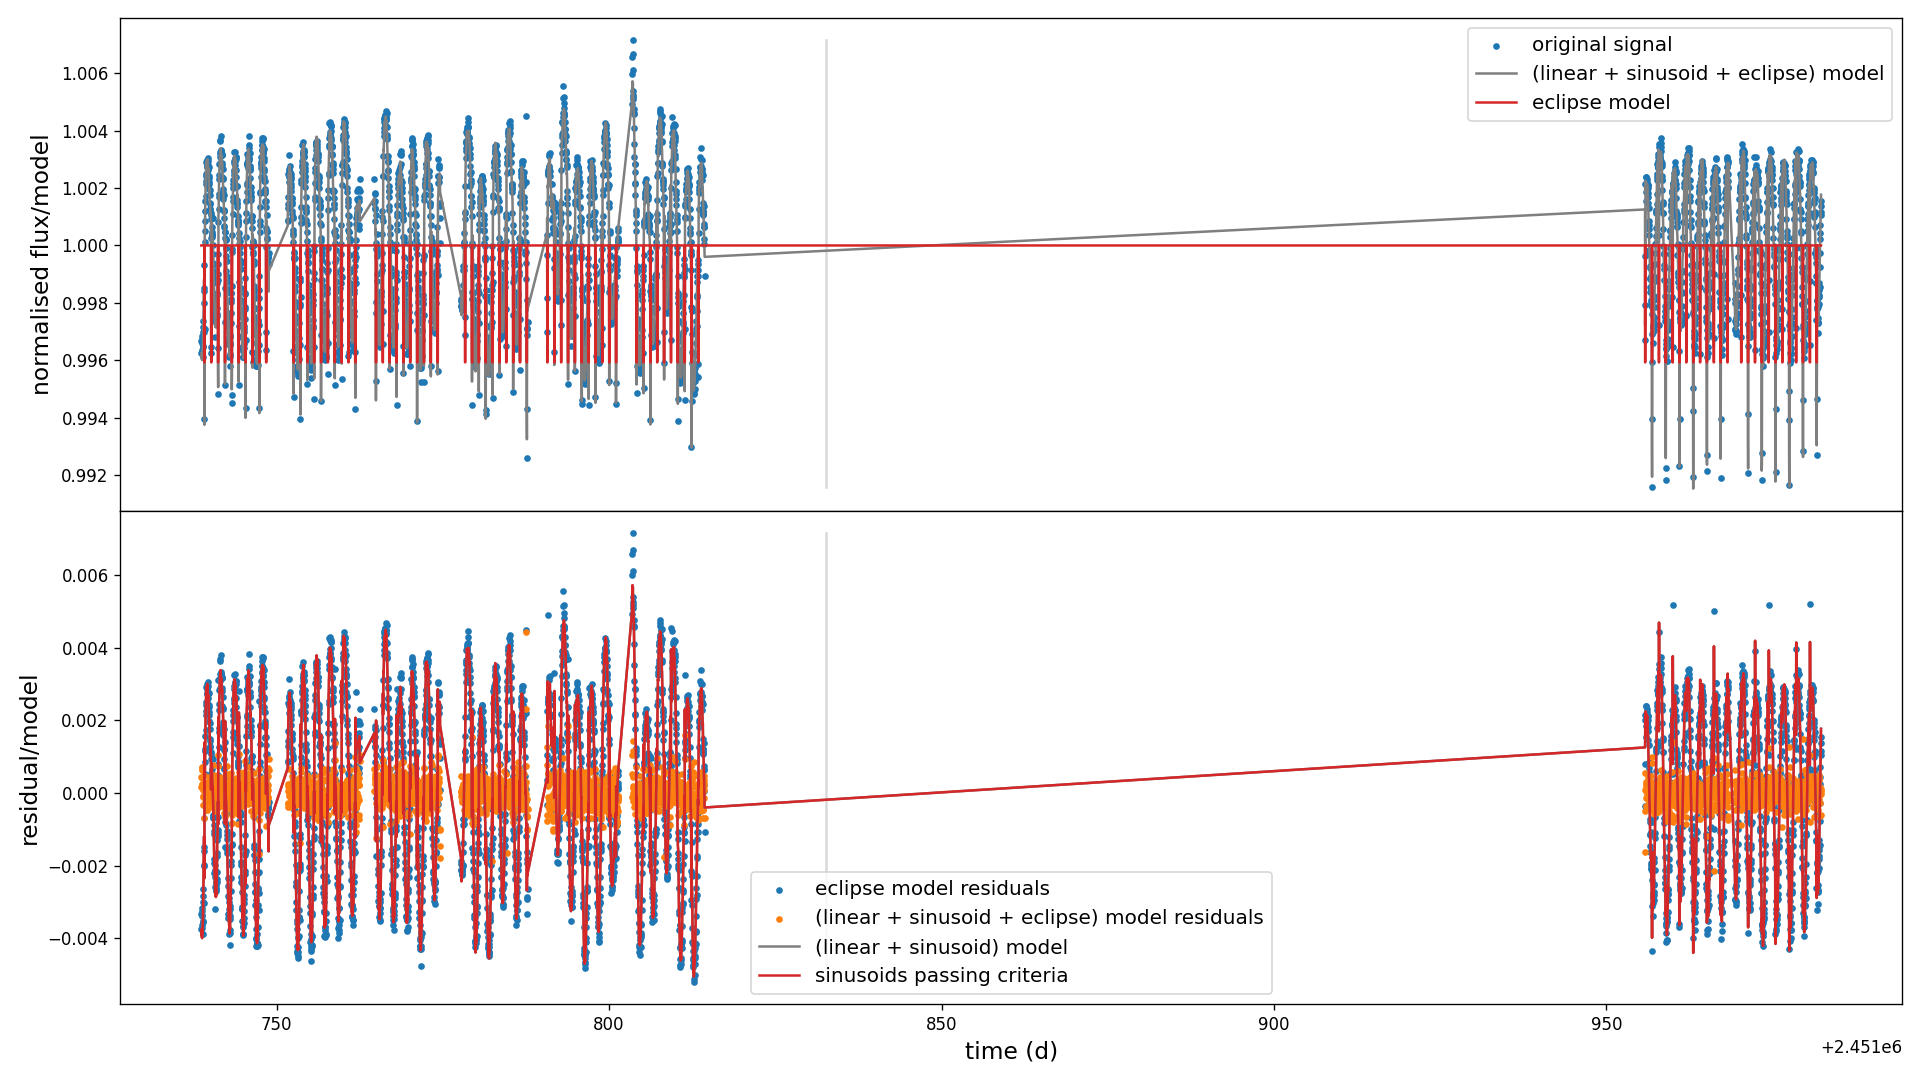 original signal
(linear + sinusoid + eclipse) model
eclipse model
normalised flux/model
1.006
1.004
1.002
1.000
0.998
0.996
0.994
0.992
residual/model
0.006
0.004
0.002
0.000
−0.002
−0.004
eclipse model residuals
(linear + sinusoid + eclipse) model residuals
(linear + sinusoid) model
sinusoids passing criteria
750
800
850
900
950
time (d)
+2.451e6